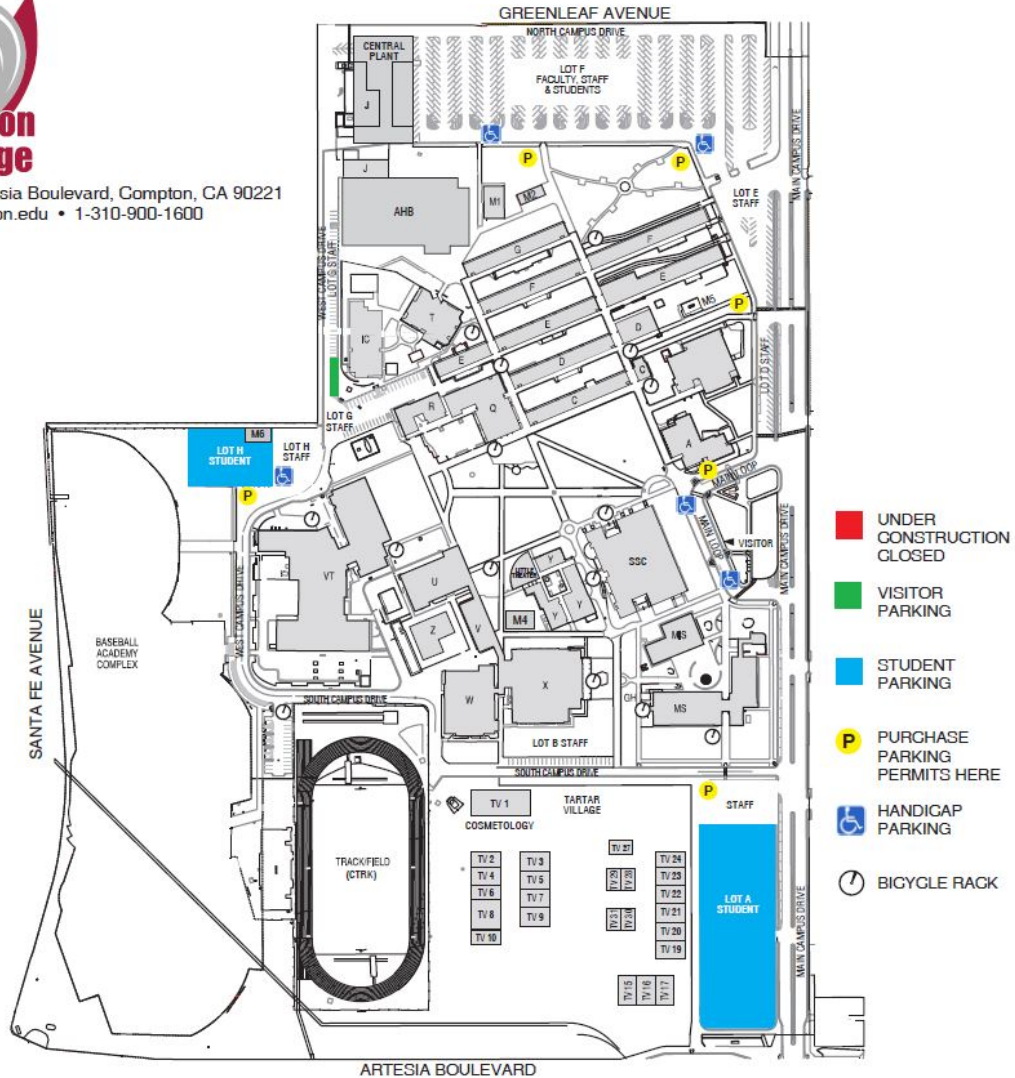 GREENLEAF AVENUE
NORTH CAMPUS DRIVE
CENTRAL
PLANT
J
LOT F
FACULTY, STAFF
& STUDENTS
MAIN CAMPUS DRIVE
on
ge
sia Boulevard, Compton, CA 90221
on.edu • 1-310-900-1600
J
AHB
M1
M2
LOT E
STAFF
WEST CAMPUS DRIVE
LOT G STAFF
G
F
F
E
E
D
M5
T
IC
E
D
C
C
LOT D STAFF
R
Q
A
LOT G
STAFF
M6
LOT H
STUDENT
LOT H
STAFF
MAIN LOOP
MAIN LOOP
VISITOR
MAIN CAMPUS DRIVE
SSC
LITTLE
THEATER
Y
Y
Y
M4
VT
U
Z
V
WEST CAMPUS DRIVE
SANTA FE AVENUE
BASEBALL
ACADEMY
COMPLEX
MIS
MS
GH
W
X
SOUTH CAMPUS DRIVE
LOT B STAFF
SOUTH CAMPUS DRIVE
P
STAFF
TV 1
COSMETOLOGY
TARTAR
VILLAGE
TRACK/FIELD
(CTRK)
TV 2
TV 4
TV 6
TV 8
TV 10
TV 3
TV 5
TV 7
TV 9
TV 27
TV 29
TV 28
TV 31
TV 30
TV 24
TV 23
TV 22
TV 21
TV 20
TV 19
TV 15
TV 16
TV 17
LOT A
STUDENT
MAIN CAMPUS DRIVE
ARTESIA BOULEVARD
UNDER
CONSTRUCTION
CLOSED
VISITOR
PARKING
STUDENT
PARKING
P
PURCHASE
PARKING
PERMITS HERE
HANDICAP
PARKING
BICYCLE RACK